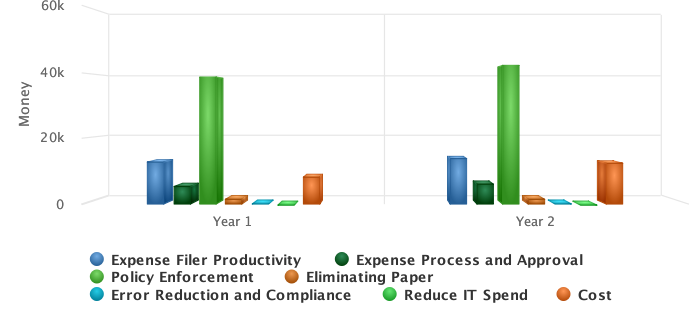 60k
40k
20k
0
Money
Year 1
Year 2
Expense Filer Productivity
Expense Process and Approval
Policy Enforcement
Eliminating Paper
Error Reduction and Compliance
Reduce IT Spend
Cost